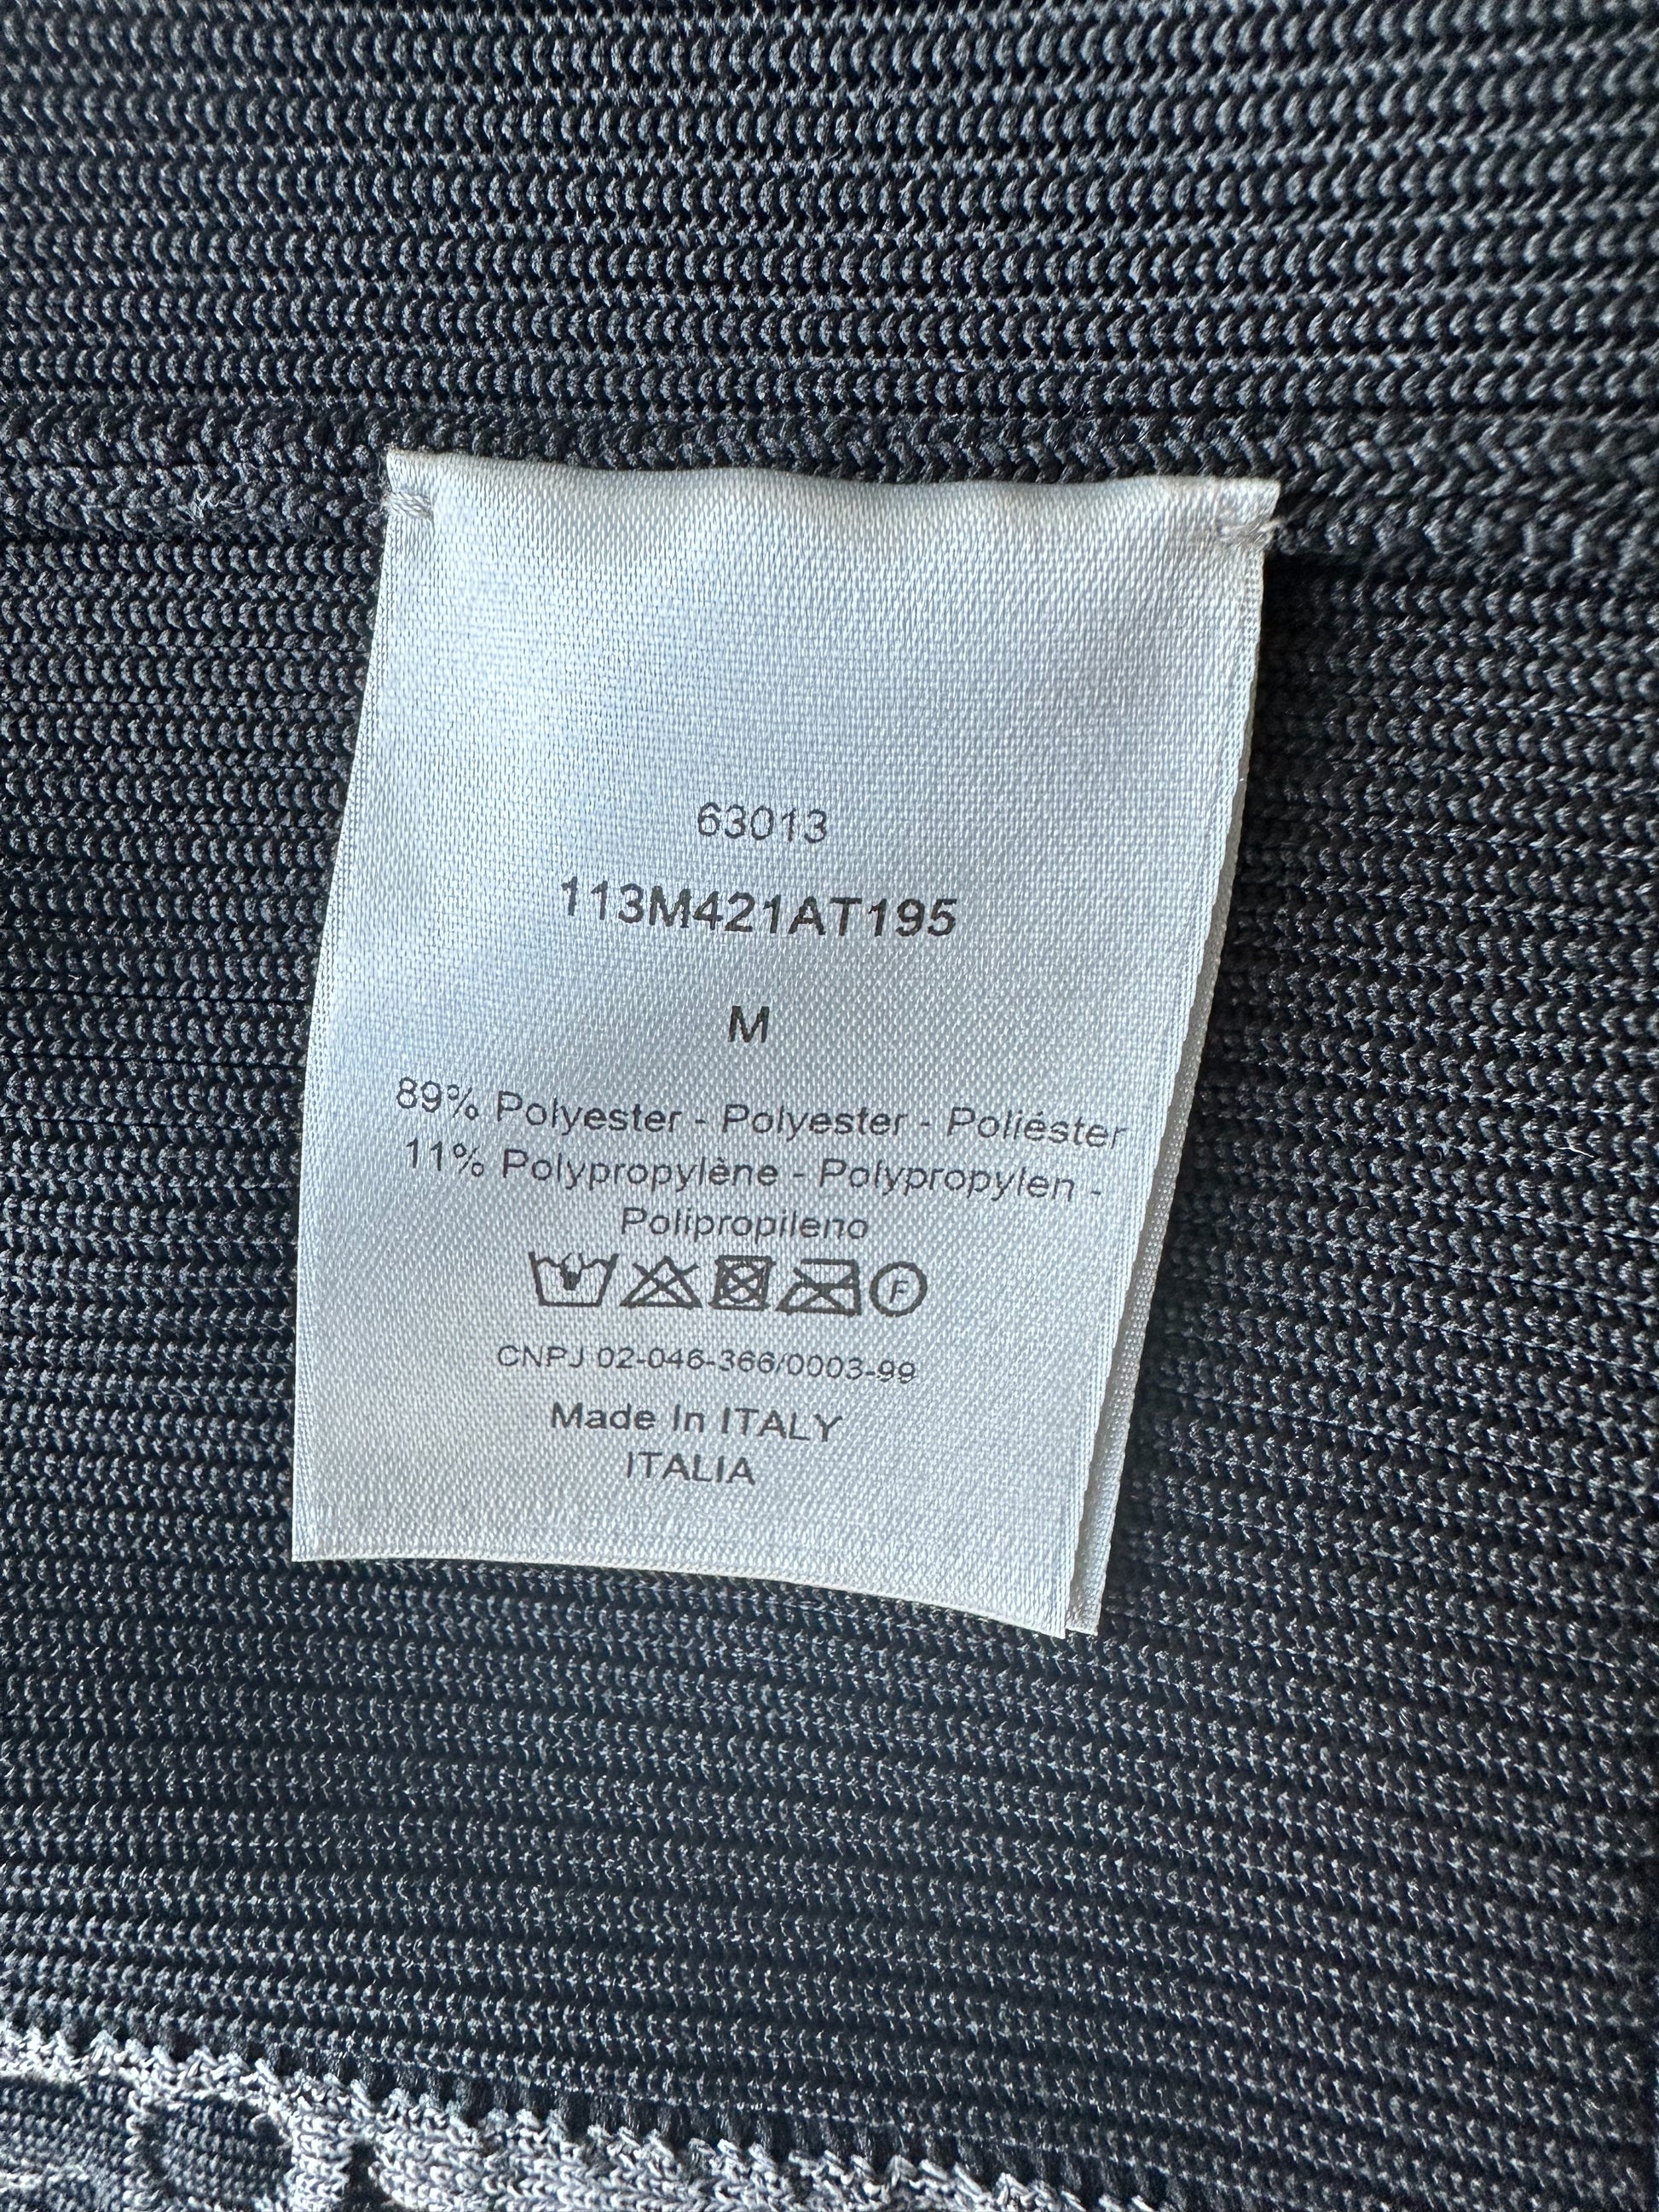 63013
113M421AT195
M
89% Polyester - Polyester - Poliéster
11% Polypropylène - Polypropylen -
Polipropileno
F
CNPJ 02-046-366/0003-99
Made In ITALY
ITALIA